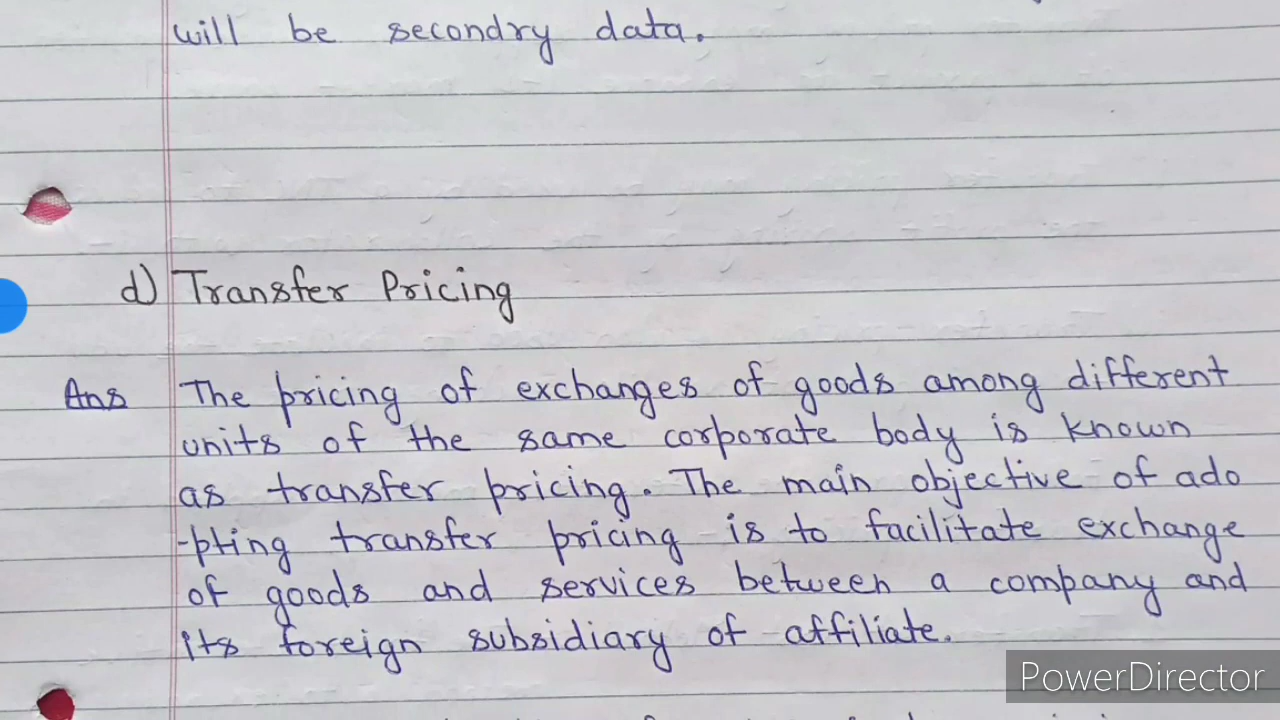 will be secondry data.
d) Transfer Pricing
Ans The pricing of exchanges of goods among different
units of the same corporate body is known
as transfer pricing. The main objective of ado
-pting transfer pricing is to facilitate exchange
of goods and services between a company and
its foreign subsidiary of affiliate.
PowerDirector